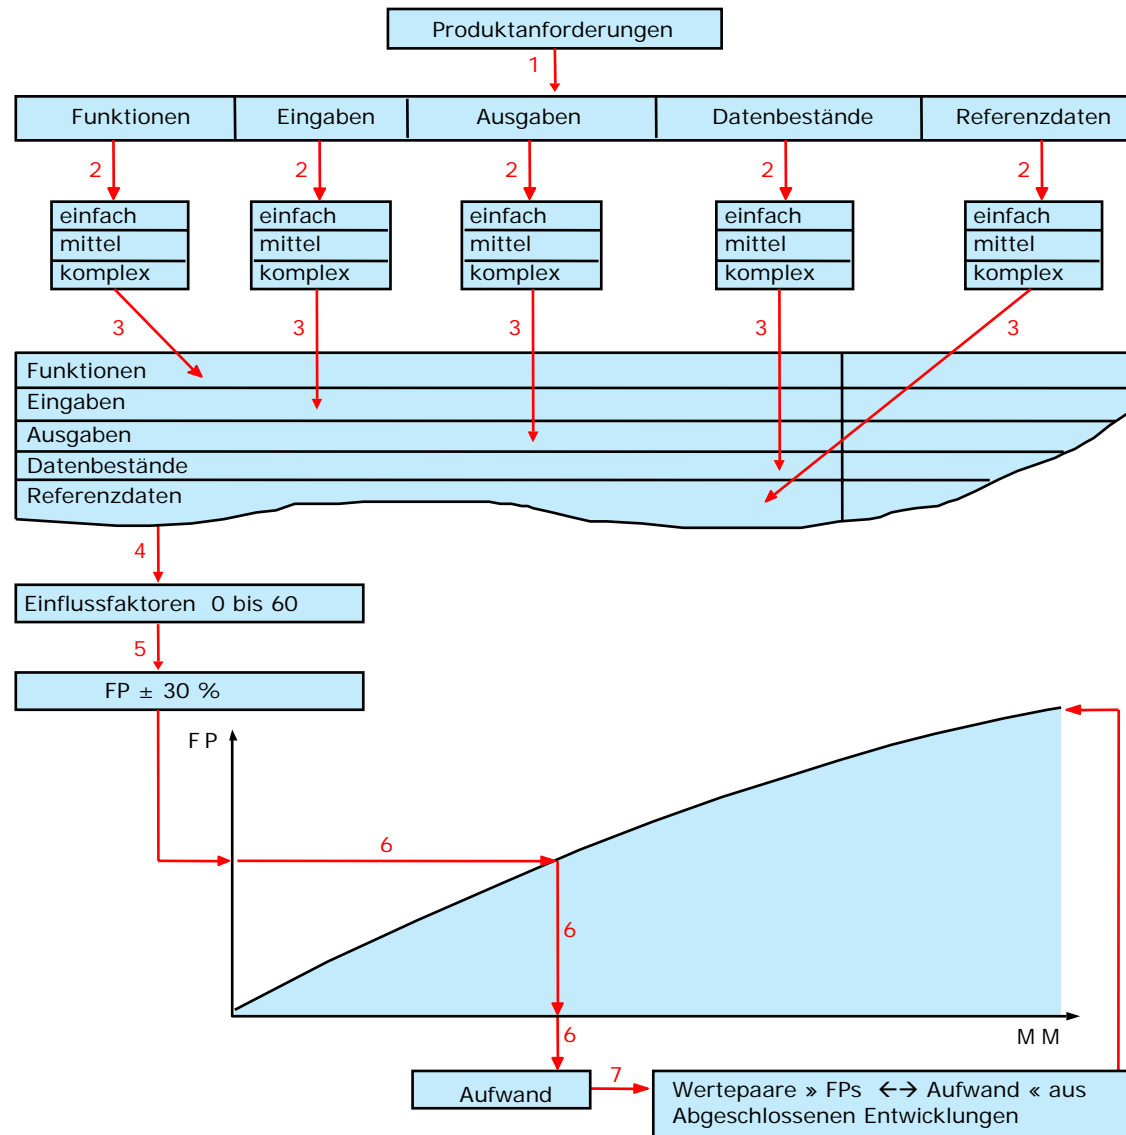 Produktanforderungen
1
Funktionen Eingaben Ausgaben Datenbestände Referenzdaten
2 2 2 2 2
einfach einfach einfach einfach einfach
mittel mittel mittel mittel mittel
komplex komplex komplex komplex komplex
3 3 3 3 3
Funktionen
Eingaben
Ausgaben
Datenbestände
Referenzdaten
4
Einflussfaktoren 0 bis 60
5
FP ± 30 %
FP
6
6
6
MM
Aufwand
7
Wertepaare » FPs ←→ Aufwand « aus
Abgeschlossenen Entwicklungen